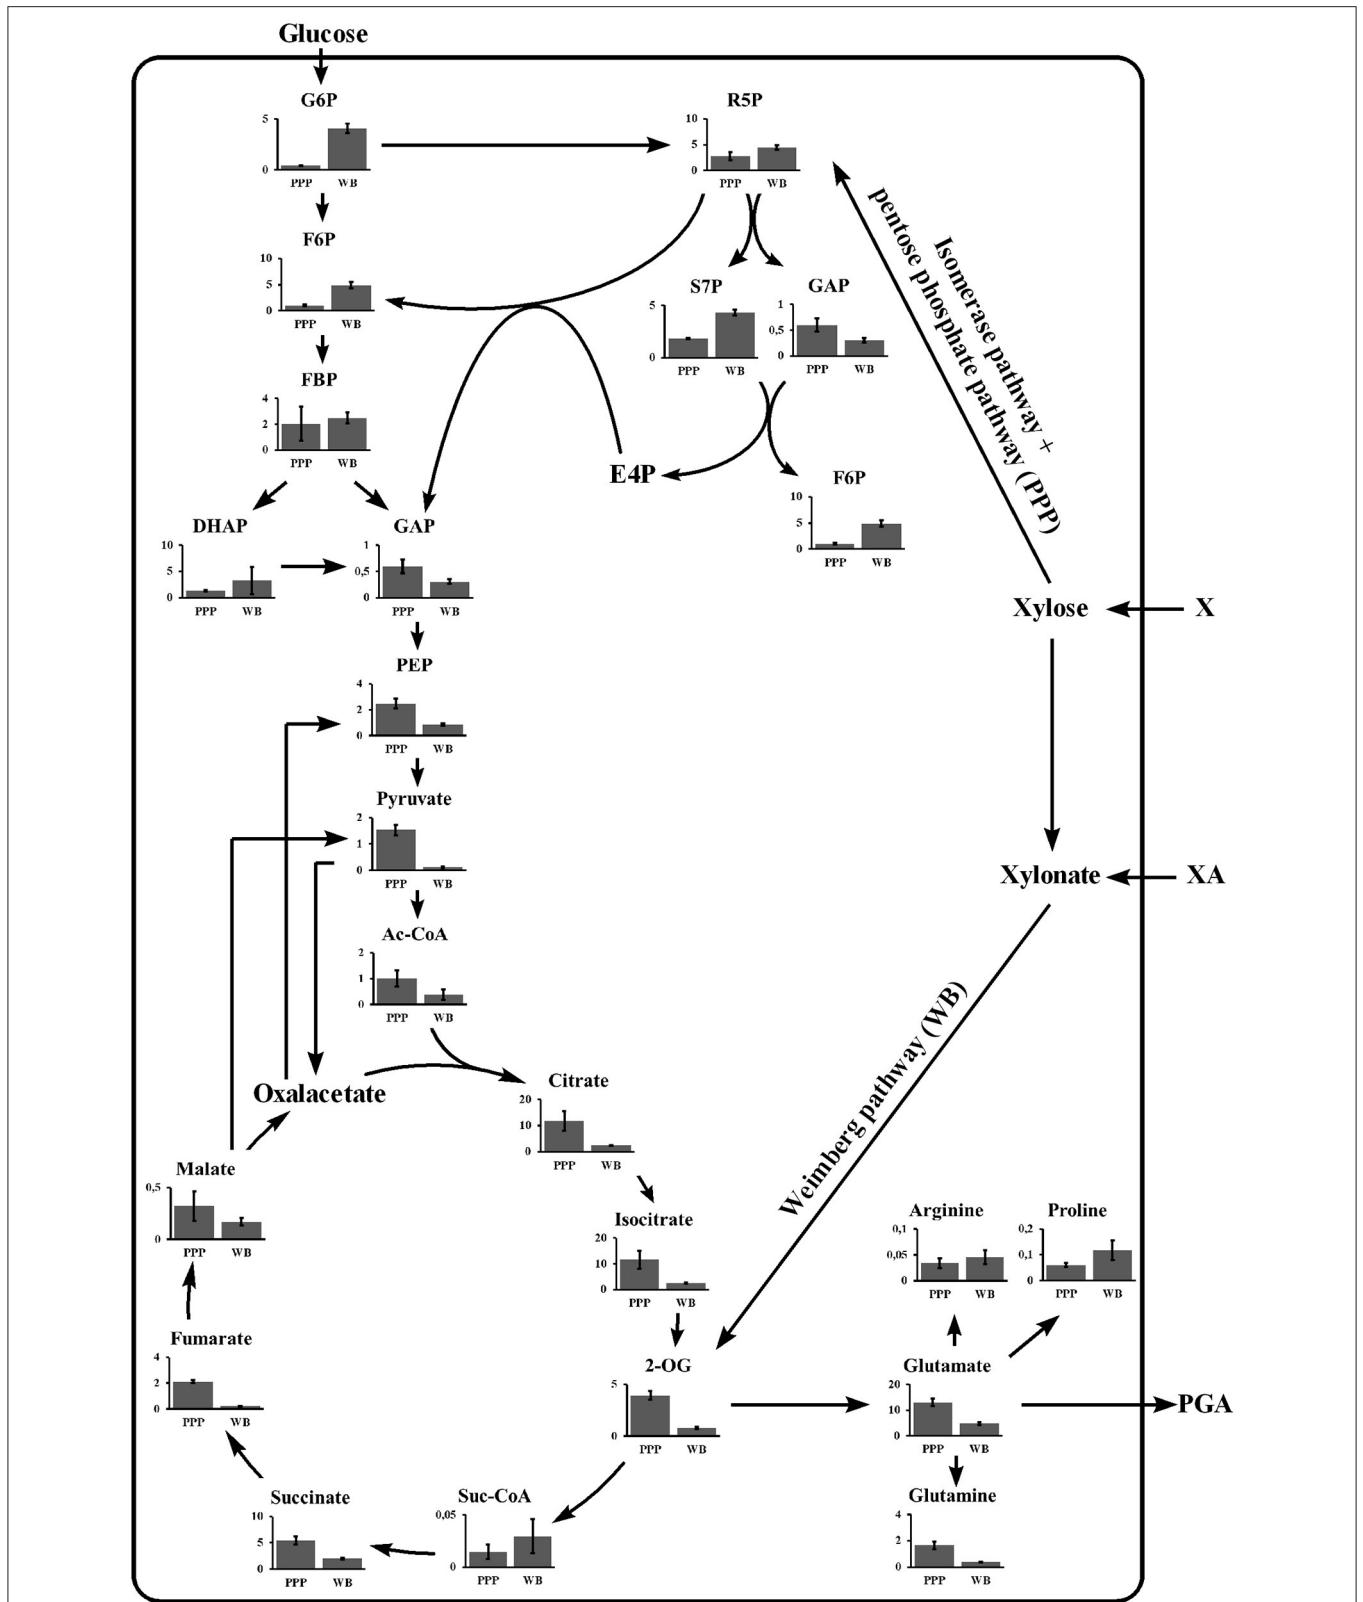 Glucose
G6P
5
0
PPP WB
R5P
10
5
0
PPP WB
F6P
10
5
0
PPP WB
Isomerase pathway +
pentose phosphate pathway (PPP)
S7P
5
0
PPP WB
GAP
1
0,5
0
PPP WB
FBP
4
2
0
PPP WB
E4P
F6P
10
5
0
PPP WB
DHAP
10
5
0
PPP WB
GAP
1
0,5
0
PPP WB
Xylose
X
PEP
4
2
0
PPP WB
Pyruvate
2
1
0
PPP WB
Xylonate
XA
Ac-CoA
2
1
0
PPP WB
Weimberg pathway (WB)
Oxalacetate
Citrate
20
10
0
PPP WB
Malate
0,5
0
PPP WB
Isocitrate
20
10
0
PPP WB
Arginine
0,1
0,05
0
PPP WB
Proline
0,2
0,1
0
PPP WB
Fumarate
4
2
0
PPP WB
2-OG
5
0
PPP WB
Glutamate
20
10
0
PPP WB
PGA
Succinate
10
5
0
PPP WB
Suc-CoA
0,05
0
PPP WB
Glutamine
4
2
0
PPP WB